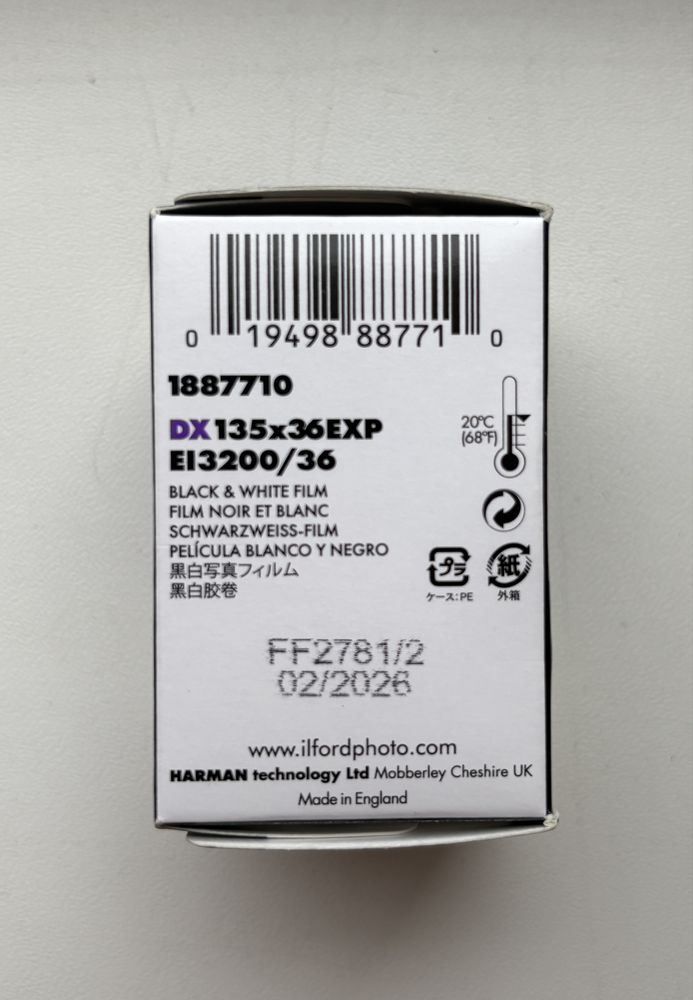 0 19498 88771 0
1887710
DX 135x36EXP
EI3200/36
20°C
(68°F)
BLACK & WHITE FILM
FILM NOIR ET BLANC
SCHWARZWEISS-FILM
PELÍCULA BLANCO Y NEGRO
黒白写真フィルム
黑白胶卷
プラ
ケース:PE
紙
外箱
FF2781/2
02/2026
www.ilfordphoto.com
HARMAN technology Ltd Mobberley Cheshire UK
Made in England